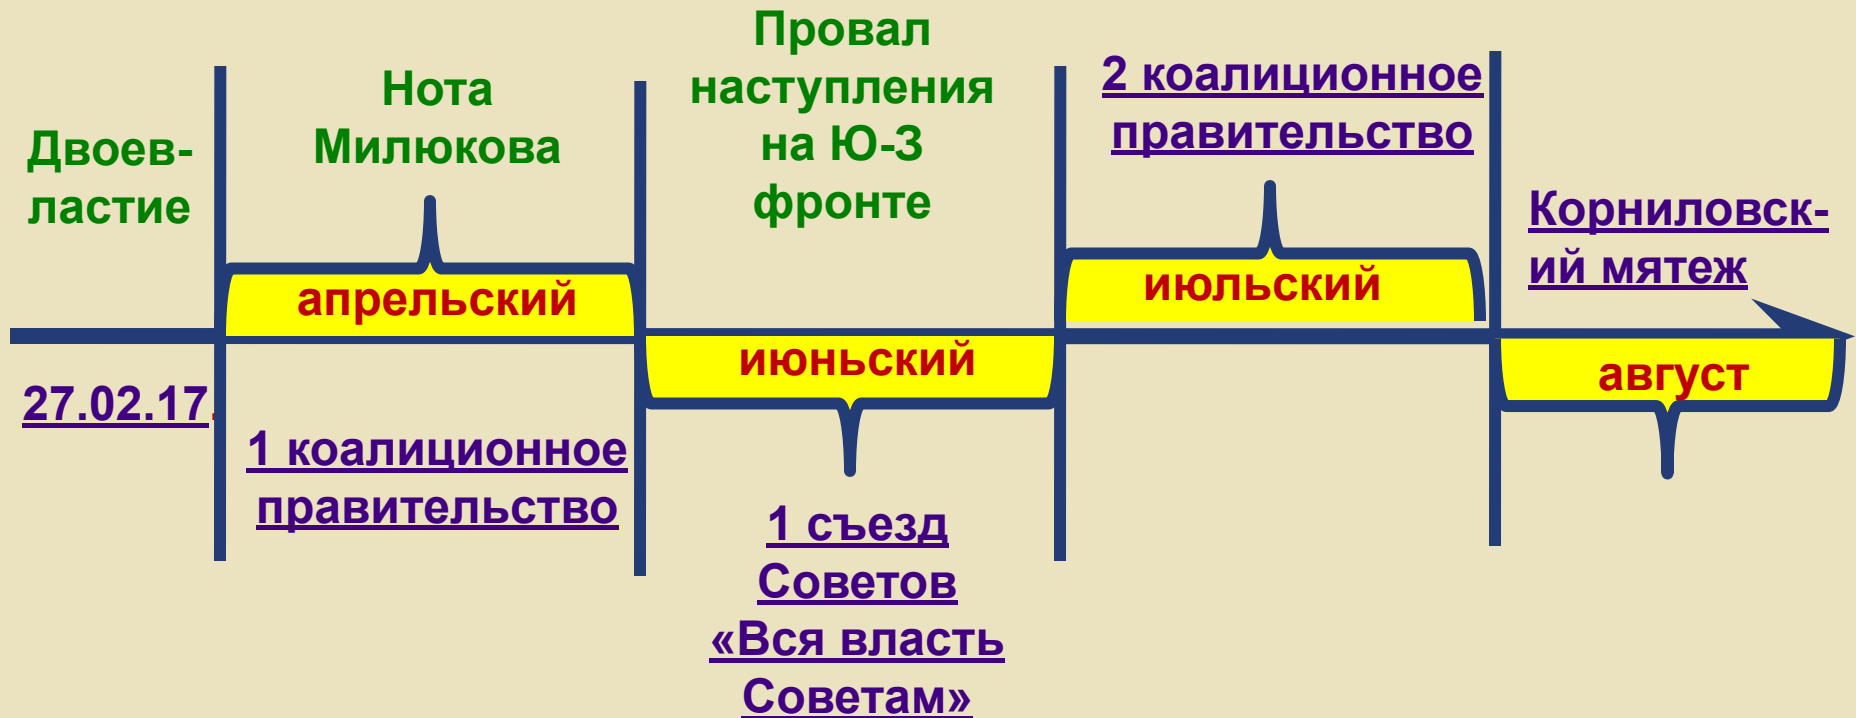 Двоев-
ластие
27.02.17.
Нота
Милюкова
апрельский
1 коалиционное
правительство
Провал
наступления
на Ю-З
фронте
июньский
1 съезд
Советов
«Вся власть
Советам»
2 коалиционное
правительство
июльский
Корниловск-
ий мятеж
август